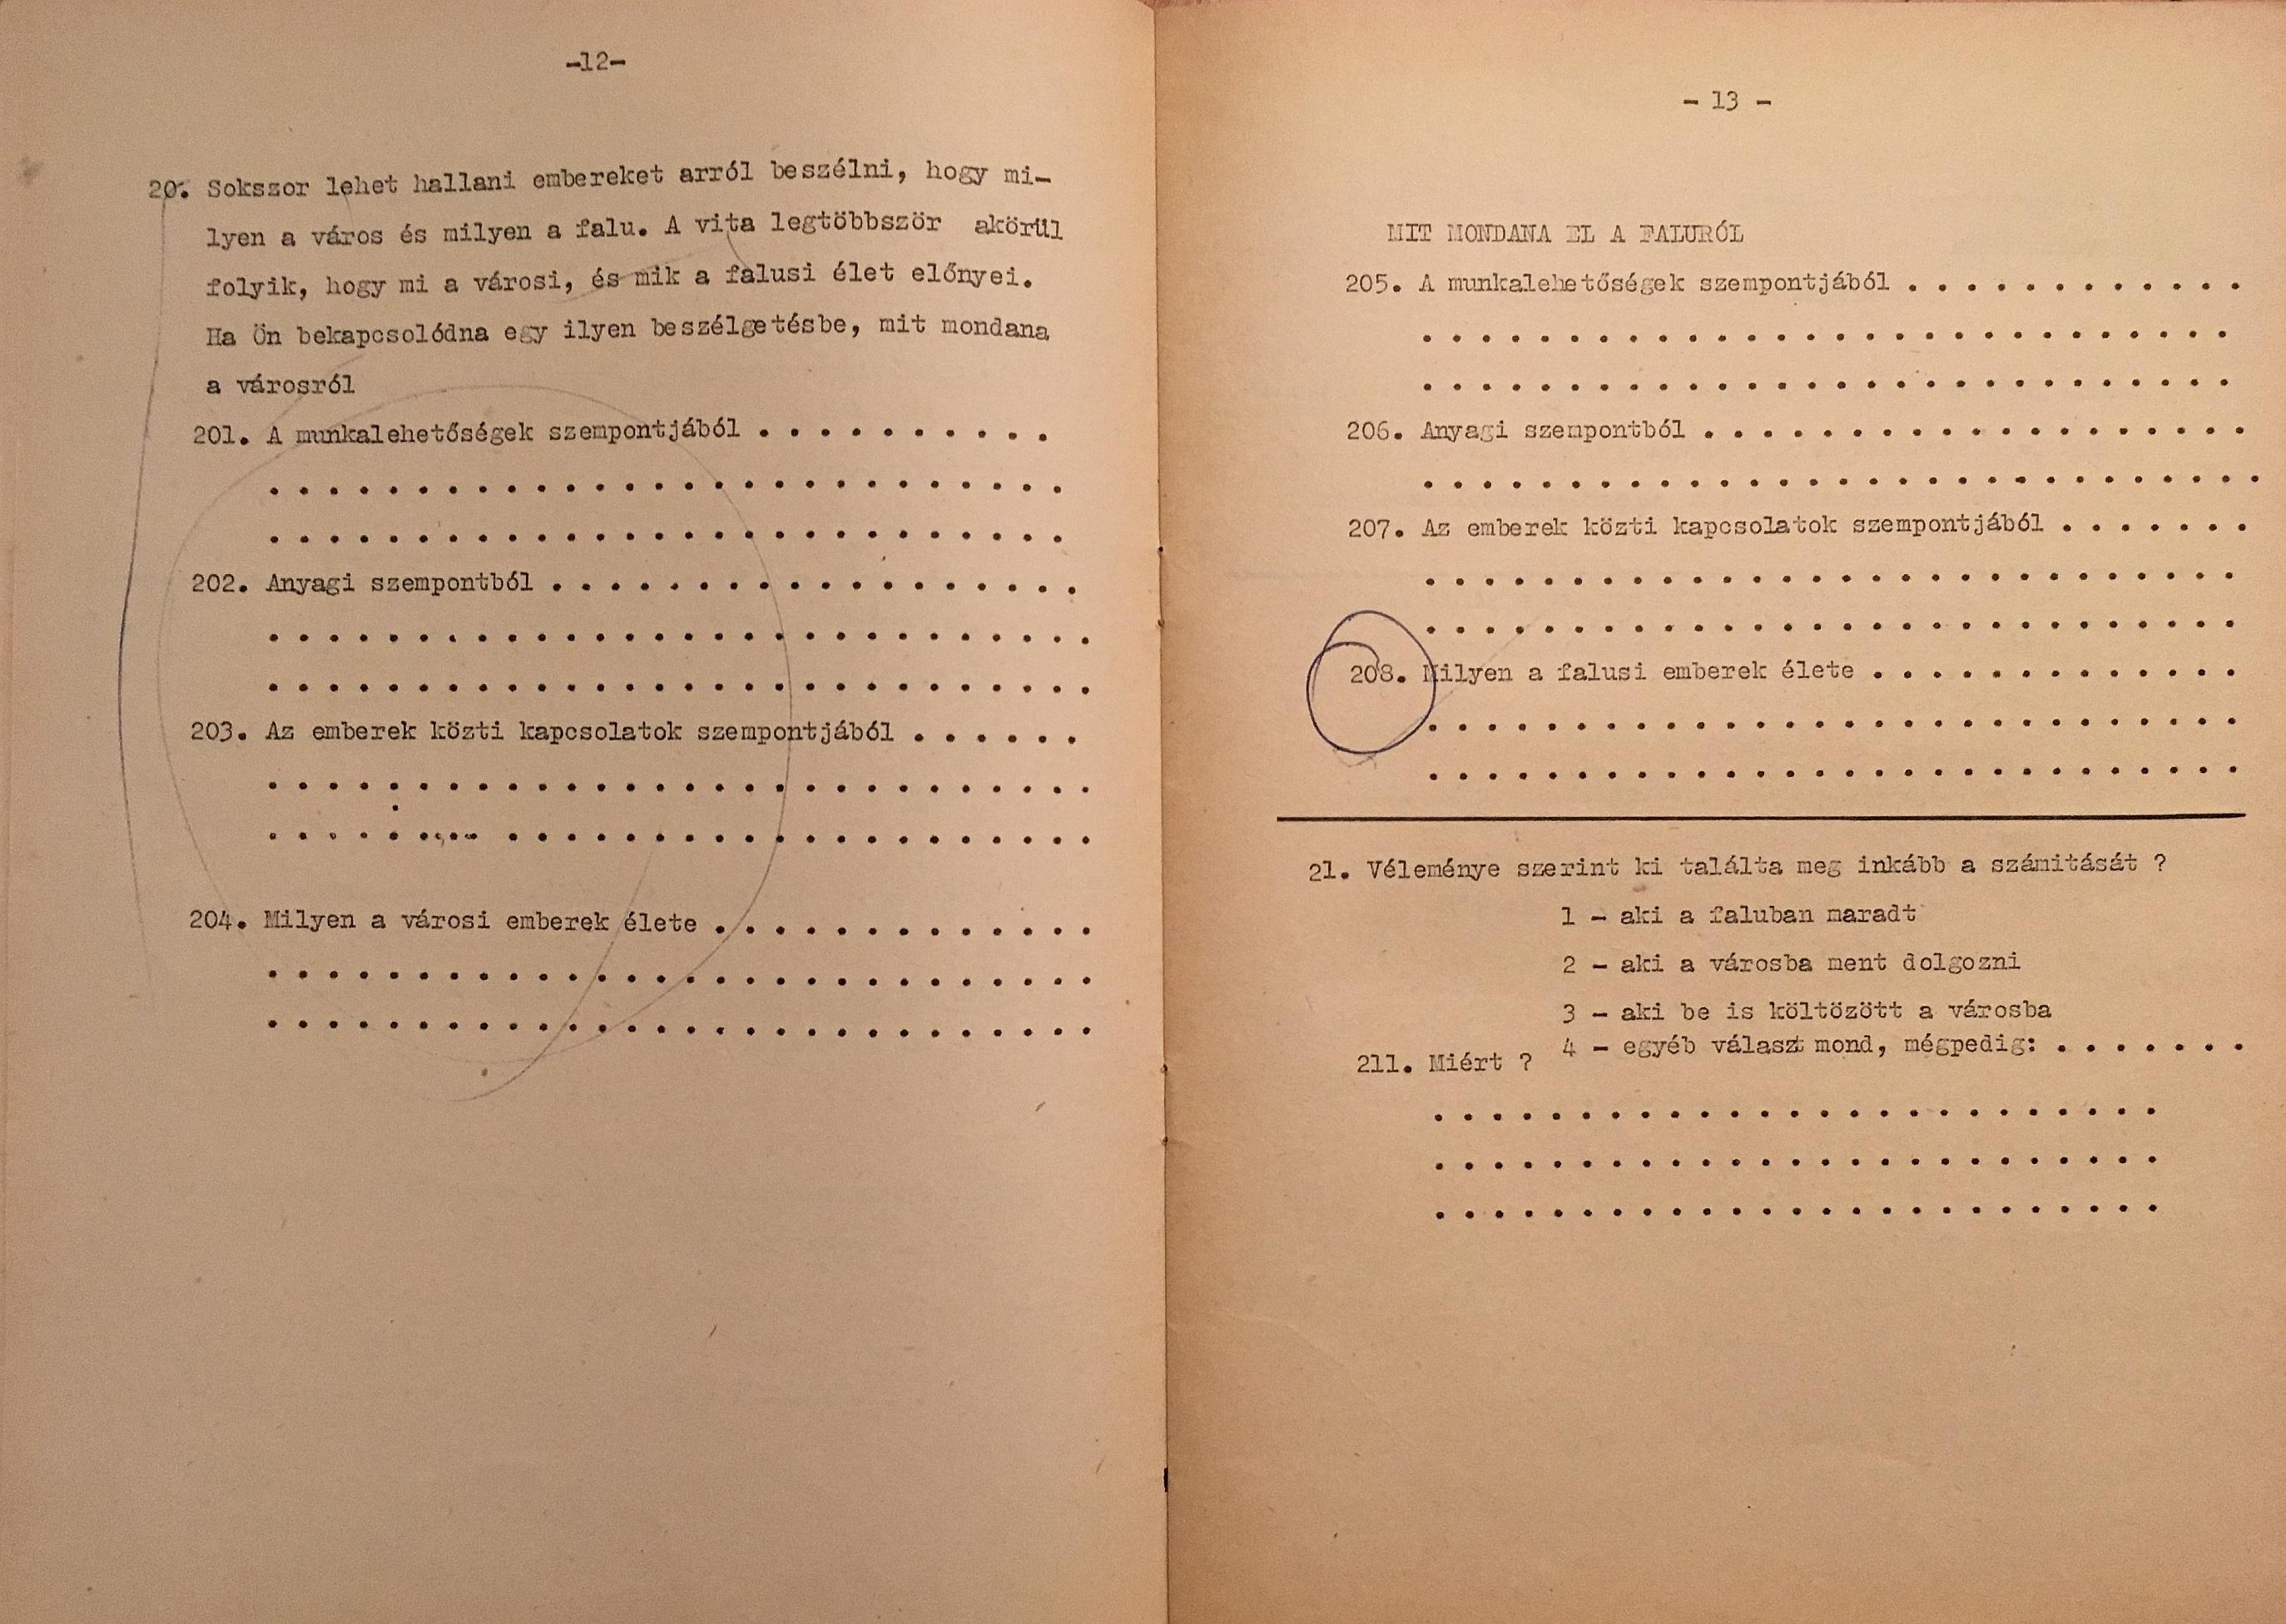 -12-
20. Sokszor lehet hallani embereket arról beszélni, hogy mi-
lyen a város és milyen a falu. A vita legtöbbször akörül
folyik, hogy mi a városi, és mik a falusi élet előnyei.
Ha Ön bekapcsolódna egy ilyen beszélgetésbe, mit mondana
a városról
201. A munkalehetőségek szempontjából . . . . . . . . . .
. . . . . . . . . . . . . . . . . . . . . . . . . . .
. . . . . . . . . . . . . . . . . . . . . . . . . . .
202. Anyagi szempontból . . . . . . . . . . . . . . . . . .
. . . . . . . . . . . . . . . . . . . . . . . . . . . .
. . . . . . . . . . . . . . . . . . . . . . . . . . . .
203. Az emberek közti kapcsolatok szempontjából . . . . . .
. . . . . . . . . . . . . . . . . . . . . . . . . . . .
. . . . . . . . . . . . . . . . . . . . . . . . . . . .
204. Milyen a városi emberek élete . . . . . . . . . . . . .
. . . . . . . . . . . . . . . . . . . . . . . . . . . .
. . . . . . . . . . . . . . . . . . . . . . . . . . . .
- 13 -
MIT MONDANA EL A FALURÓL
205. A munkalehetőségek szempontjából . . . . . . . . . . . .
. . . . . . . . . . . . . . . . . . . . . . . . . . . .
. . . . . . . . . . . . . . . . . . . . . . . . . . . .
206. Anyagi szempontból . . . . . . . . . . . . . . . . . . .
. . . . . . . . . . . . . . . . . . . . . . . . . . . . .
207. Az emberek közti kapcsolatok szempontjából . . . . . . .
. . . . . . . . . . . . . . . . . . . . . . . . . . . .
. . . . . . . . . . . . . . . . . . . . . . . . . . . .
208. Milyen a falusi emberek élete . . . . . . . . . . . . .
. . . . . . . . . . . . . . . . . . . . . . . . . . . .
. . . . . . . . . . . . . . . . . . . . . . . . . . . .
21. Véleménye szerint ki találta meg inkább a számitását ?
1 - aki a faluban maradt
2 - aki a városba ment dolgozni
3 - aki be is költözött a városba
4 - egyéb választ mond, mégpedig: . . . . . . .
211. Miért ?
. . . . . . . . . . . . . . . . . . . . . . . . .
. . . . . . . . . . . . . . . . . . . . . . . . .
. . . . . . . . . . . . . . . . . . . . . . . . .